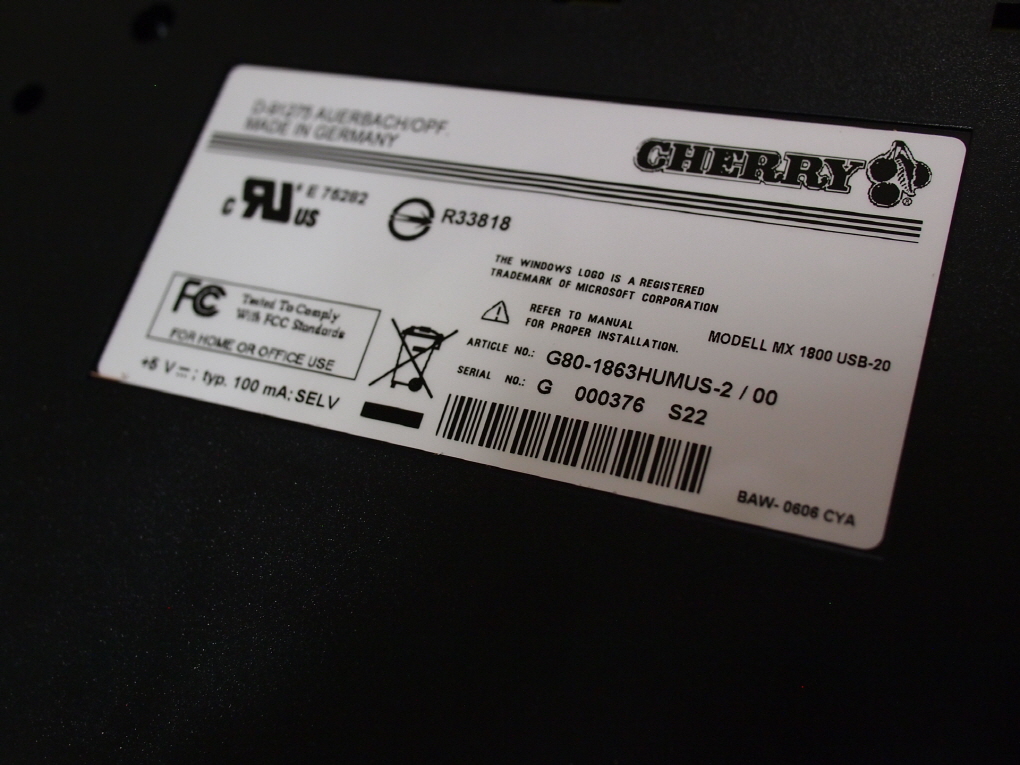 D-91275 AUERBACH/OPF.
MADE IN GERMANY
CHERRY
®
c RU US
E 76282
R33818
THE WINDOWS LOGO IS A REGISTERED
TRADEMARK OF MICROSOFT CORPORATION
FC Tested To Comply
With FCC Standards
FOR HOME OR OFFICE USE
REFER TO MANUAL
FOR PROPER INSTALLATION.
MODELL MX 1800 USB-20
ARTICLE NO.: G80-1863HUMUS-2 / 00
SERIAL NO.: G 000376 S22
+5 V ⎓; typ. 100 mA; SELV
BAW- 0606 CYA